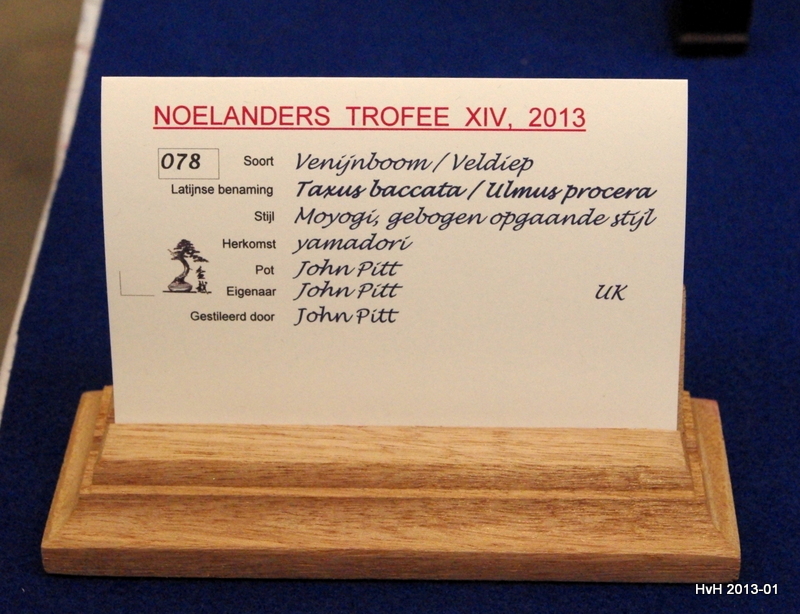 NOELANDERS TROFEE XIV, 2013
078 Soort Venijnboom / Veldiep
Latijnse benaming Taxus baccata / Ulmus procera
Stijl Moyogi, gebogen opgaande stijl
Herkomst yamadori
Pot John Pitt
Eigenaar John Pitt UK
Gestileerd door John Pitt
HvH 2013-01